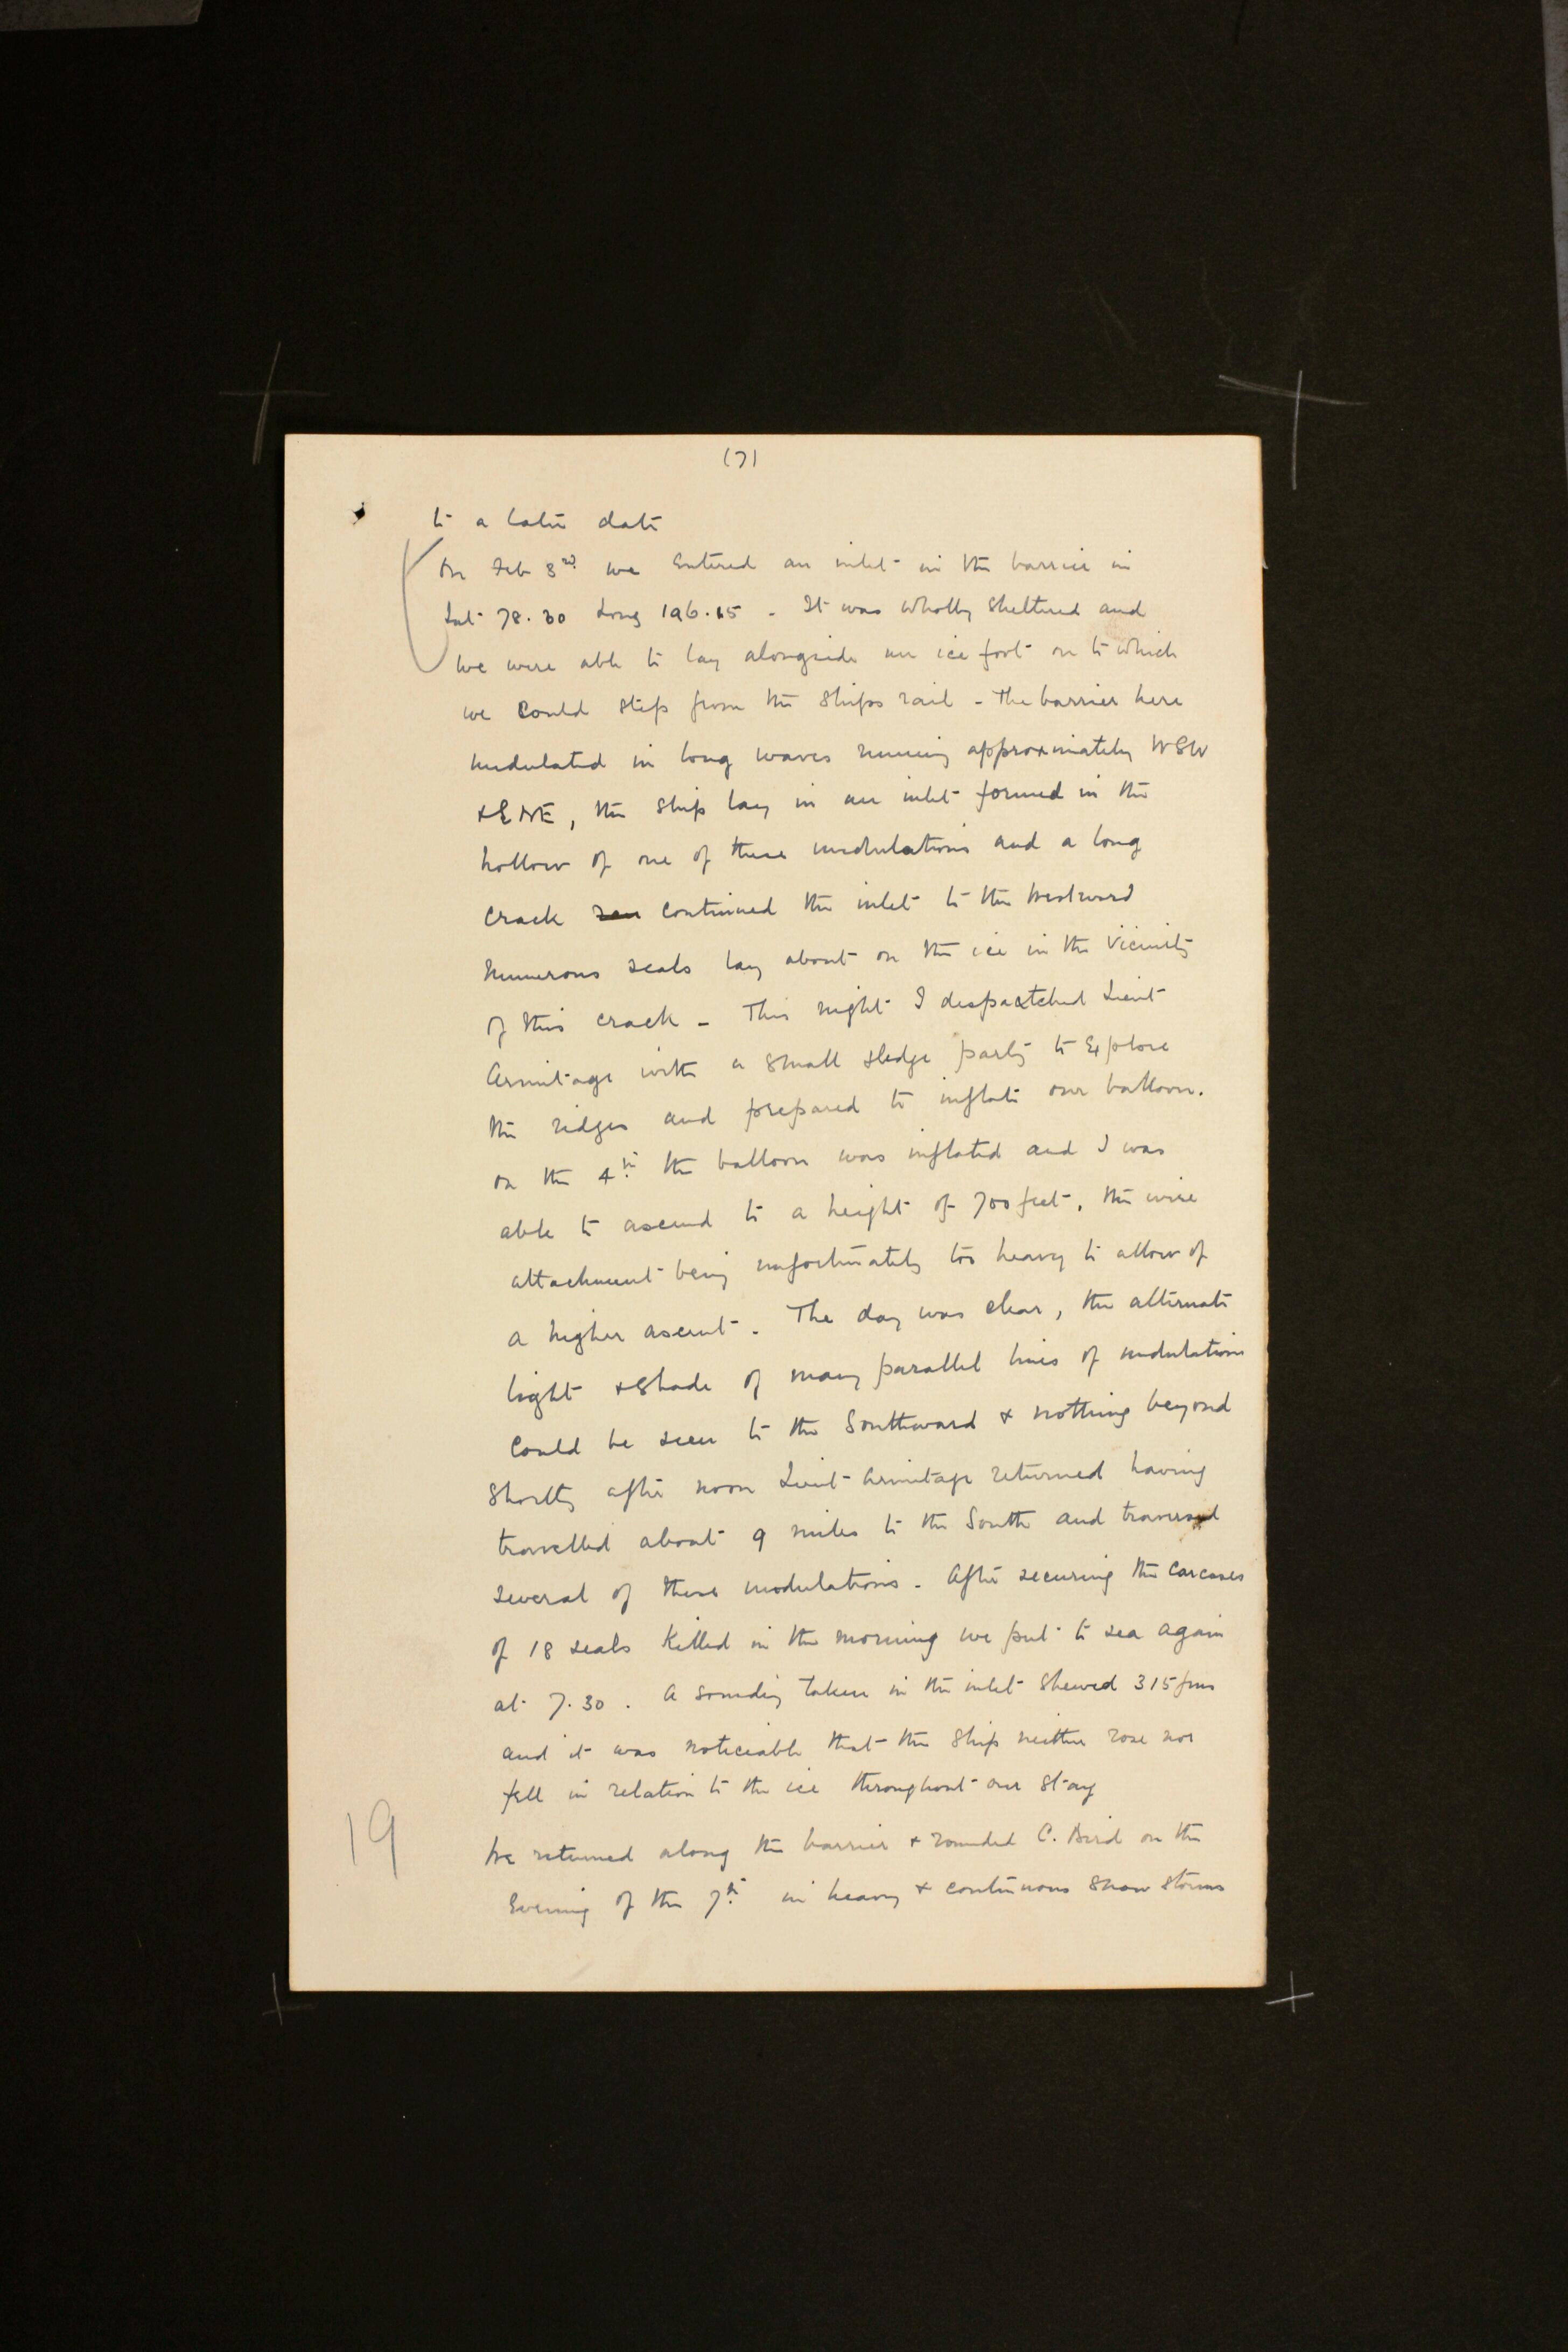 (7)
to a later date
On Feb 3rd we entered an inlet in the barrier in
Lat 78.30 Long 196.15 - It was wholly sheltered and
we were able to lay alongside an ice foot on to which
we could step from the ships rail - The barrier here
undulated in long waves running approximately WSW
+ ENE, the ship lay in an inlet formed in the
hollow of one of these undulations and a long
crack ran continued the inlet to the westward
Numerous seals lay about on the ice in the vicinity
of this crack - This night I despatched Lieut
Armitage with a small sledge party to explore
the ridges and prepared to inflate our balloon.
On the 4th the balloon was inflated and I was
able to ascend to a height of 700 feet, the wire
attachment being unfortunately too heavy to allow of
a higher ascent. The day was clear, the alternate
light + shade of many parallel lines of undulations
could be seen to the Southward + nothing beyond
Shortly after noon Lieut Armitage returned having
travelled about 9 miles to the South and traversed
several of these undulations. After securing the carcases
of 18 seals killed in the morning we put to sea again
at 7.30. A sounding taken in the inlet shewed 315 fms
and it was noticeable that the ship neither rose nor
fell in relation to the ice throughout our stay
We returned along the barrier + rounded C. Bird on the
19
evening of the 7th in heavy + continuous snow storms